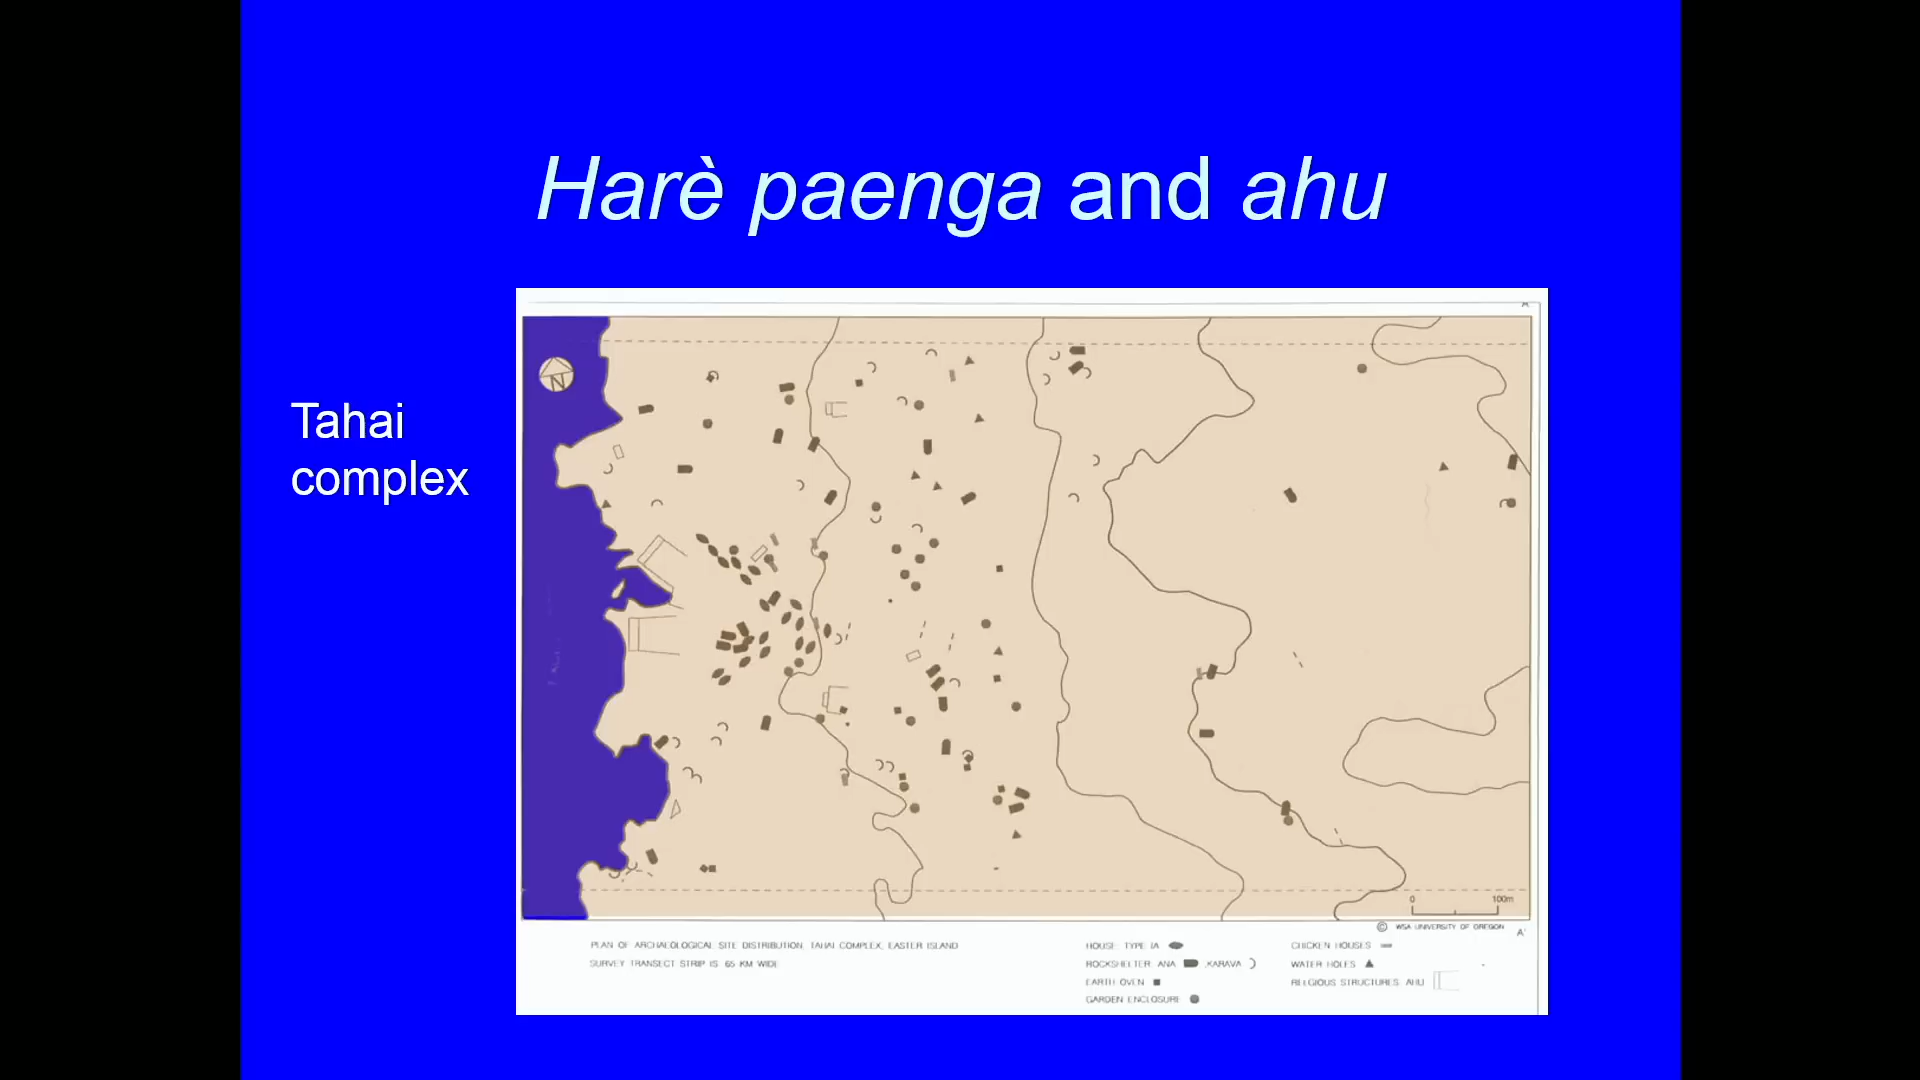 Harè paenga and ahu
Tahai
complex
A'
N
0 100m
© WSA UNIVERSITY OF OREGON
A'
PLAN OF ARCHAEOLOGICAL SITE DISTRIBUTION. TAHAI COMPLEX, EASTER ISLAND
SURVEY TRANSECT STRIP IS .65 KM WIDE
HOUSE TYPE IA
ROCKSHELTER ANA KARAVA
EARTH OVEN
GARDEN ENCLOSURE
CHICKEN HOUSES
WATER HOLES
RELIGIOUS STRUCTURES AHU